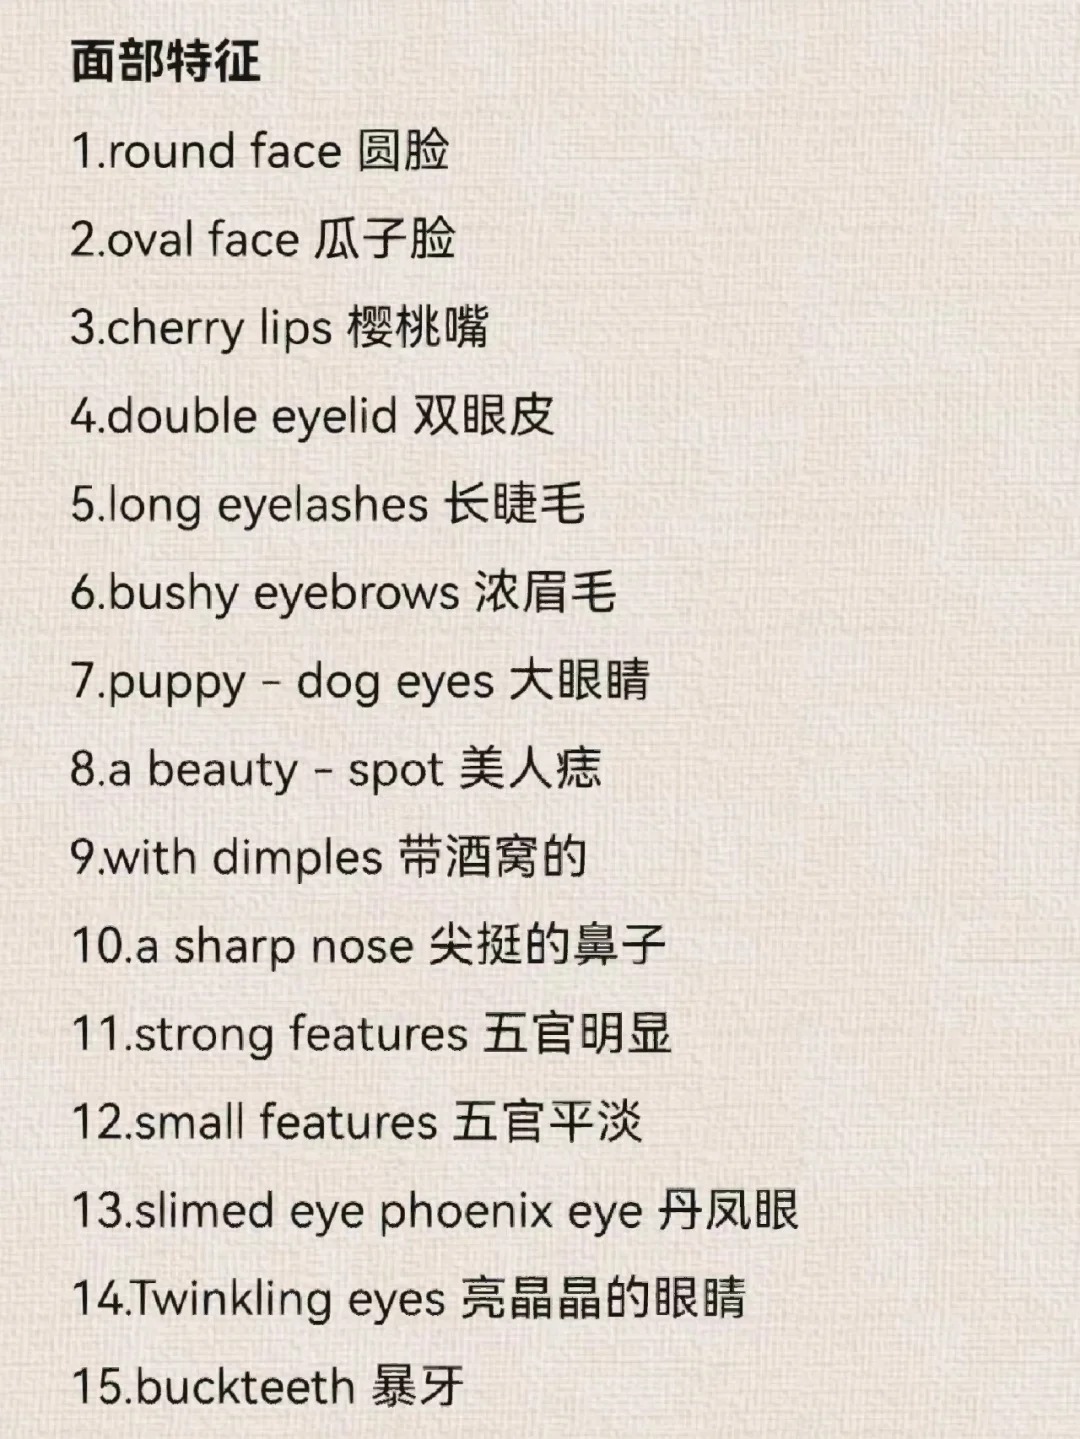 面部特征
1.round face 圆脸
2.oval face 瓜子脸
3.cherry lips 樱桃嘴
4.double eyelid 双眼皮
5.long eyelashes 长睫毛
6.bushy eyebrows 浓眉毛
7.puppy - dog eyes 大眼睛
8.a beauty - spot 美人痣
9.with dimples 带酒窝的
10.a sharp nose 尖挺的鼻子
11.strong features 五官明显
12.small features 五官平淡
13.slimed eye phoenix eye 丹凤眼
14.Twinkling eyes 亮晶晶的眼睛
15.buckteeth 暴牙